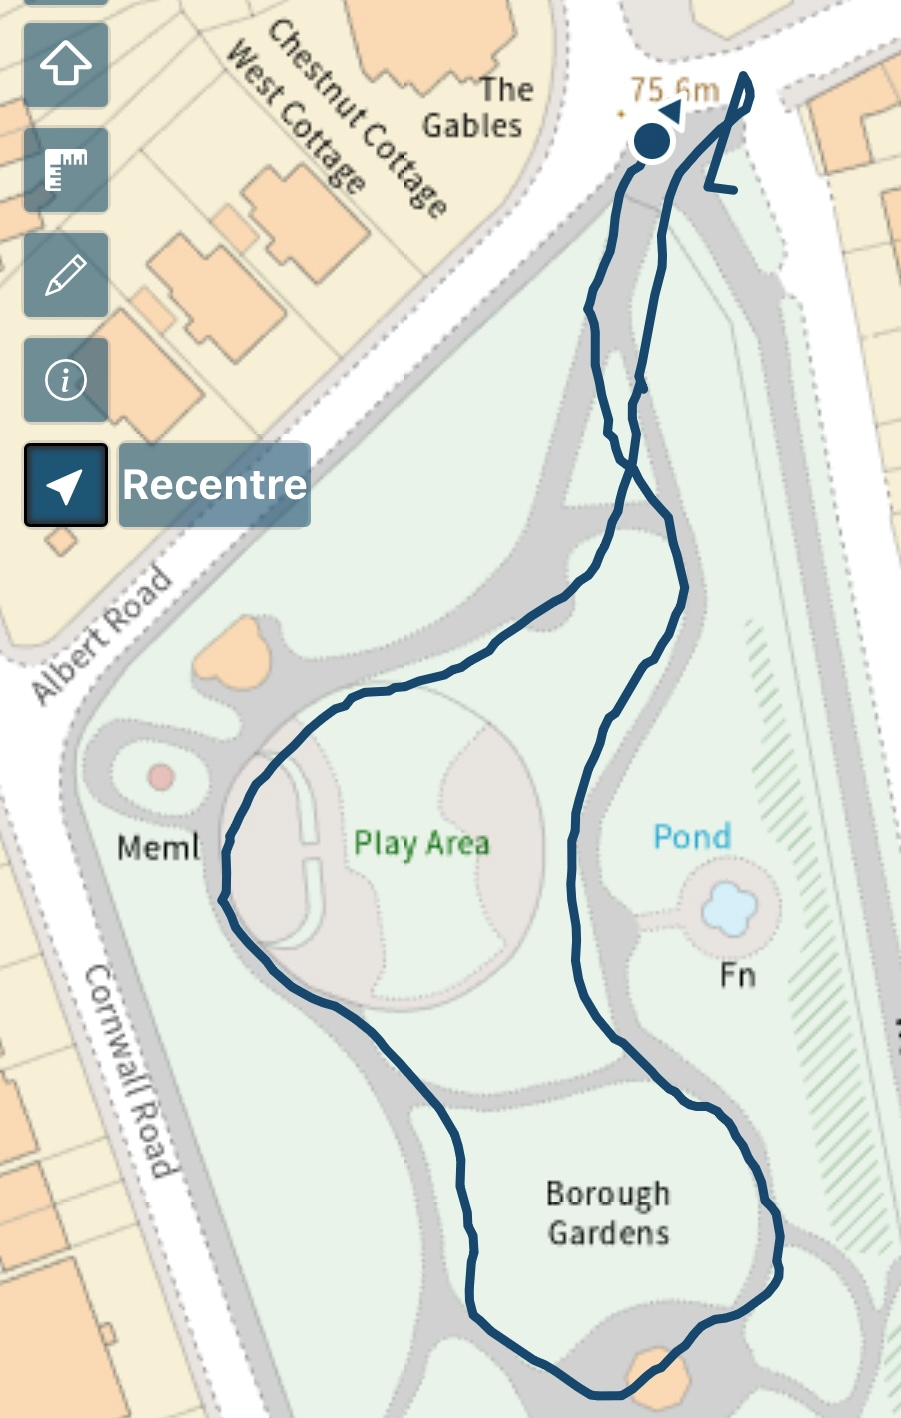 Chestnut Cottage
West Cottage
The
Gables
75.6m
Recentre
Albert Road
Meml
Play Area
Pond
Fn
Cornwall Road
Borough
Gardens